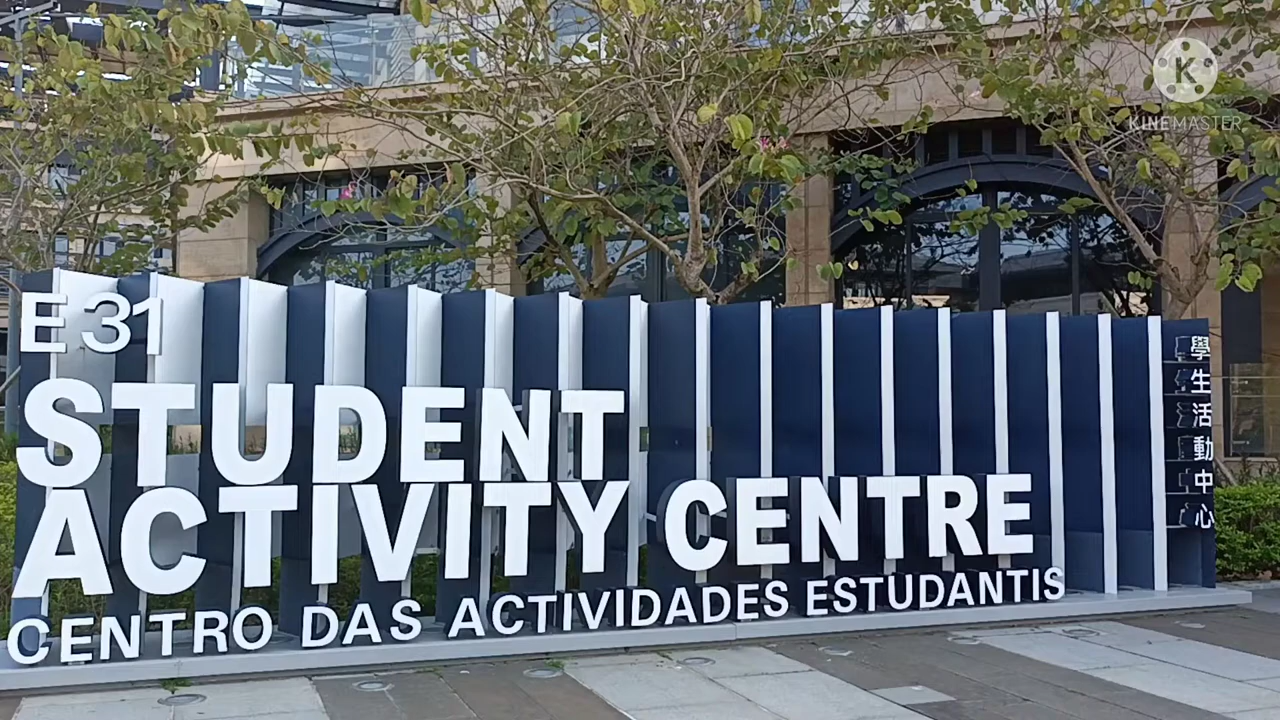 E31
STUDENT
ACTIVITY CENTRE
CENTRO DAS ACTIVIDADES ESTUDANTIS
學生活動中心
K
KINEMASTER